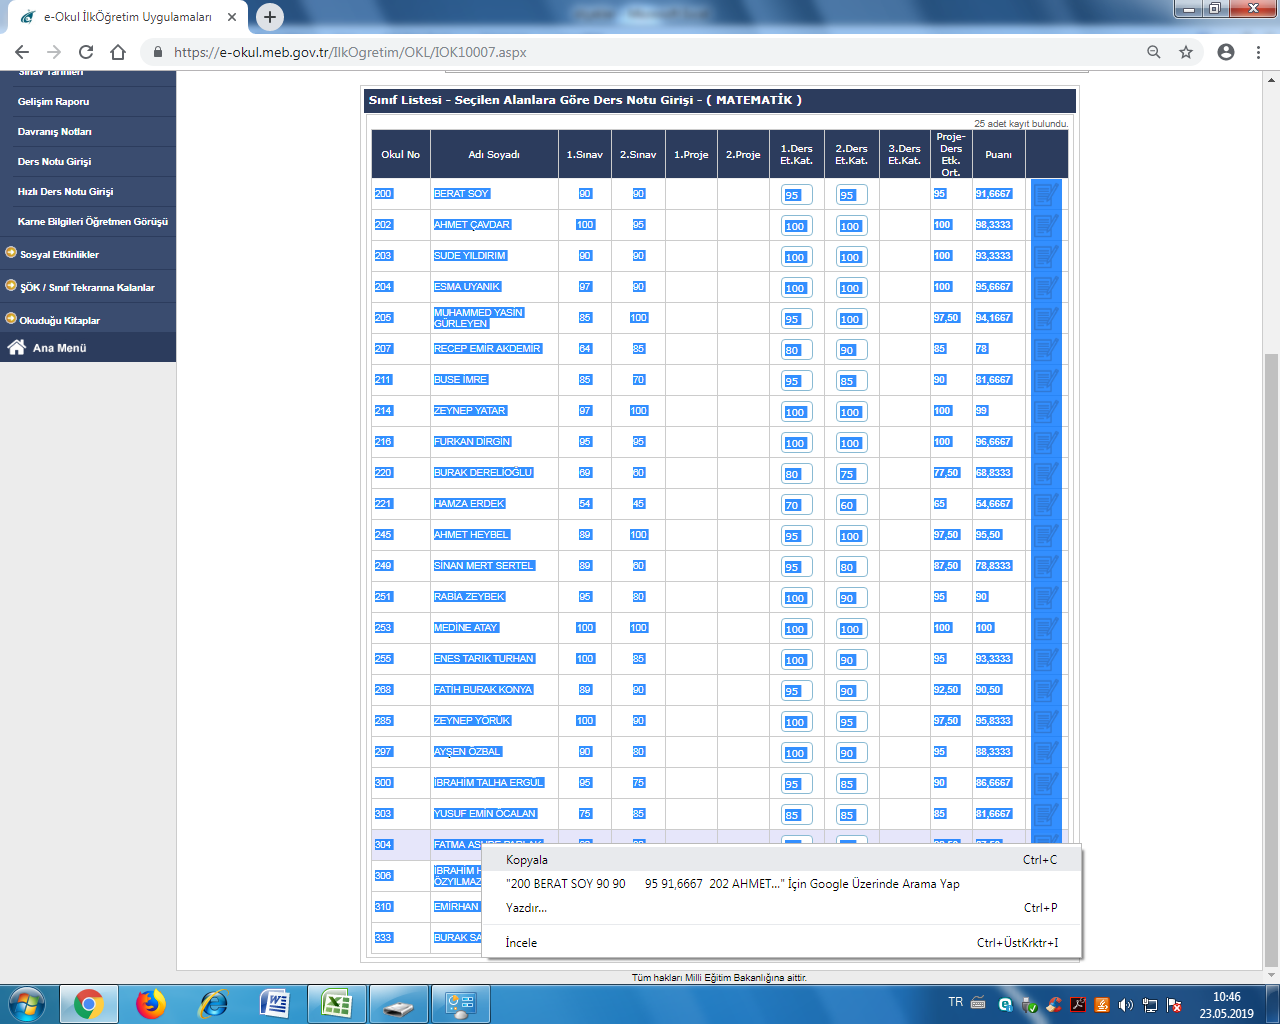 e-Okul İlkÖğretim Uygulamaları
https://e-okul.meb.gov.tr/IlkOgretim/OKL/IOK10007.aspx
Sınav Tarihleri
Gelişim Raporu
Davranış Notları
Ders Notu Girişi
Hızlı Ders Notu Girişi
Karne Bilgileri Öğretmen Görüşü
Sosyal Etkinlikler
ŞÖK / Sınıf Tekrarına Kalanlar
Okuduğu Kitaplar
Ana Menü
Sınıf Listesi - Seçilen Alanlara Göre Ders Notu Girişi - ( MATEMATİK )
25 adet kayıt bulundu.
Okul No Adı Soyadı 1.Sınav 2.Sınav 1.Proje 2.Proje 1.Ders Et.Kat. 2.Ders Et.Kat. 3.Ders Et.Kat. Proje-Ders Etk. Ort. Puanı
200 BERAT SOY 90 90 95 95 95 91,6667
202 AHMET ÇAVDAR 100 95 100 100 100 98,3333
203 SUDE YILDIRIM 90 90 100 100 100 93,3333
204 ESMA UYANIK 97 90 100 100 100 95,6667
205 MUHAMMED YASİN GÜRLEYEN 85 100 95 100 97,50 94,1667
207 RECEP EMİR AKDEMİR 64 85 80 90 85 78
211 BUSE İMRE 85 70 95 85 90 81,6667
214 ZEYNEP YATAR 97 100 100 100 100 99
216 FURKAN DİRGİN 95 95 100 100 100 96,6667
220 BURAK DERELİOĞLU 69 60 80 75 77,50 68,8333
221 HAMZA ERDEK 54 45 70 60 65 54,6667
245 AHMET HEYBEL 89 100 95 100 97,50 95,50
249 SİNAN MERT SERTEL 89 60 95 80 87,50 78,8333
251 RABİA ZEYBEK 95 80 100 90 95 90
253 MEDİNE ATAY 100 100 100 100 100 100
255 ENES TARIK TURHAN 100 85 100 90 95 93,3333
268 FATİH BURAK KONYA 89 90 95 90 92,50 90,50
285 ZEYNEP YÖRÜK 100 90 100 95 97,50 95,8333
297 AYŞEN ÖZBAL 90 80 100 90 95 88,3333
300 İBRAHİM TALHA ERGÜL 95 75 95 85 90 86,6667
303 YUSUF EMİN ÖCALAN 75 85 85 85 85 81,6667
304 FATMA
306 İBRAHİM
ÖZYILMAZ
310 EMİRHAN
333 BURAK
Kopyala Ctrl+C
"200 BERAT SOY 90 90 95 91,6667 202 AHMET..." İçin Google Üzerinde Arama Yap
Yazdır... Ctrl+P
İncele Ctrl+ÜstKrktr+I
Tüm hakları Milli Eğitim Bakanlığına aittir.
TR
10:46
23.05.2019